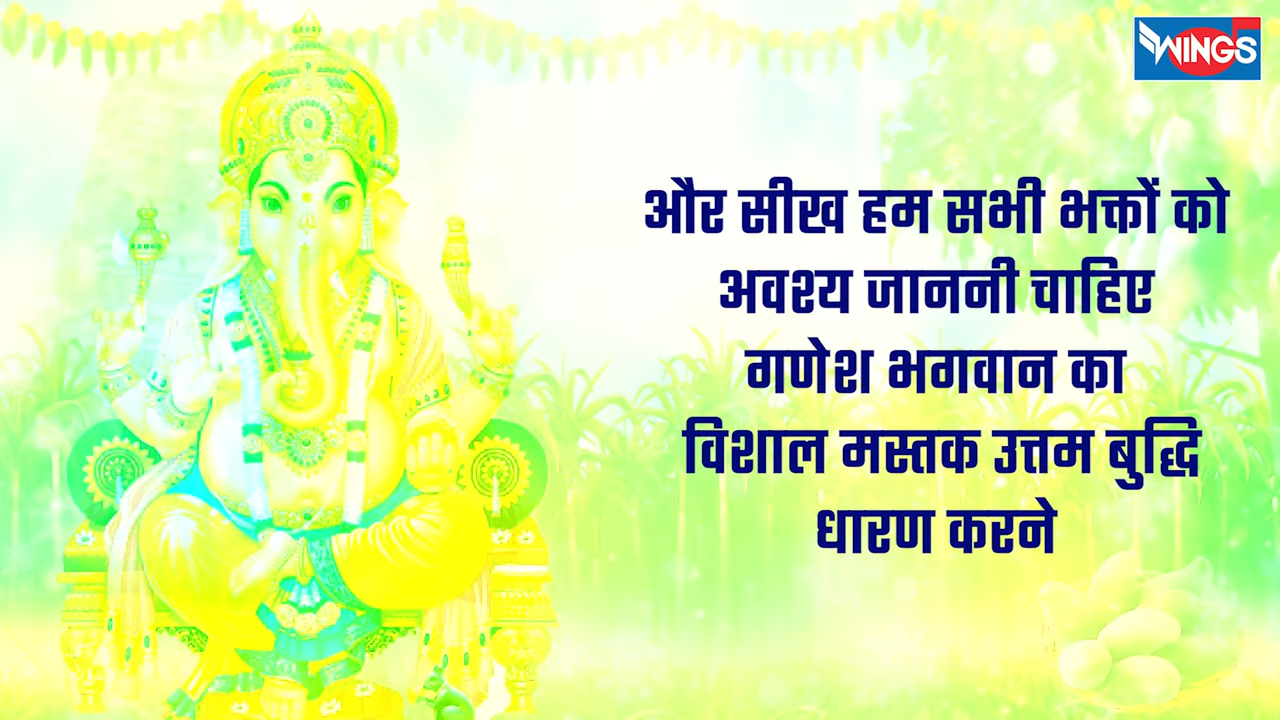 WINGS
और सीख हम सभी भक्तों को
अवश्य जाननी चाहिए
गणेश भगवान का
विशाल मस्तक उत्तम बुद्धि
धारण करने